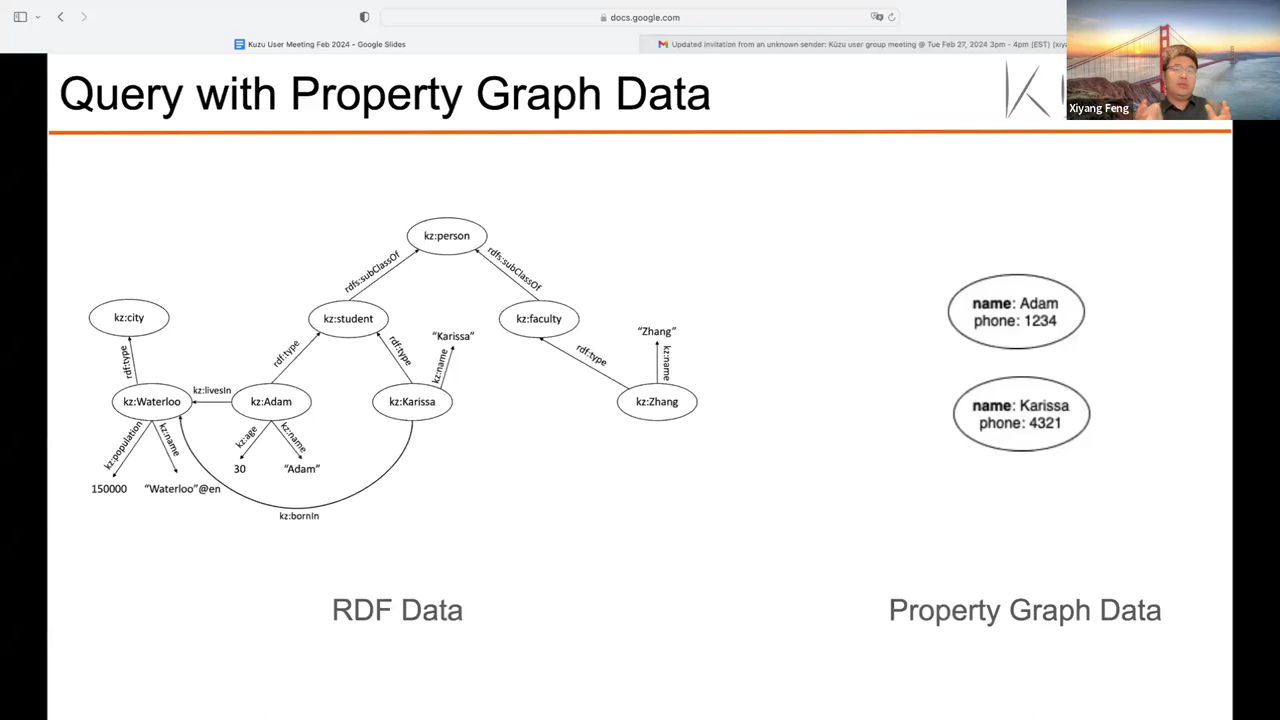 docs.google.com
Kuzu User Meeting Feb 2024 - Google Slides
Updated invitation from an unknown sender: Kùzu user group meeting @ Tue Feb 27, 2024 3pm - 4pm (EST) (xiya
Query with Property Graph Data
K
Xiyang Feng
kz:person
rdfs:subClassOf
rdfs:subClassOf
kz:city
kz:student
"Karissa"
kz:faculty
"Zhang"
rdf:type
rdf:type
rdf:type
kz:name
rdf:type
kz:name
kz:livesIn
kz:Waterloo
kz:Adam
kz:Karissa
kz:Zhang
kz:population
kz:name
kz:age
kz:name
30
"Adam"
150000
"Waterloo"@en
kz:bornIn
name: Adam
phone: 1234
name: Karissa
phone: 4321
RDF Data
Property Graph Data